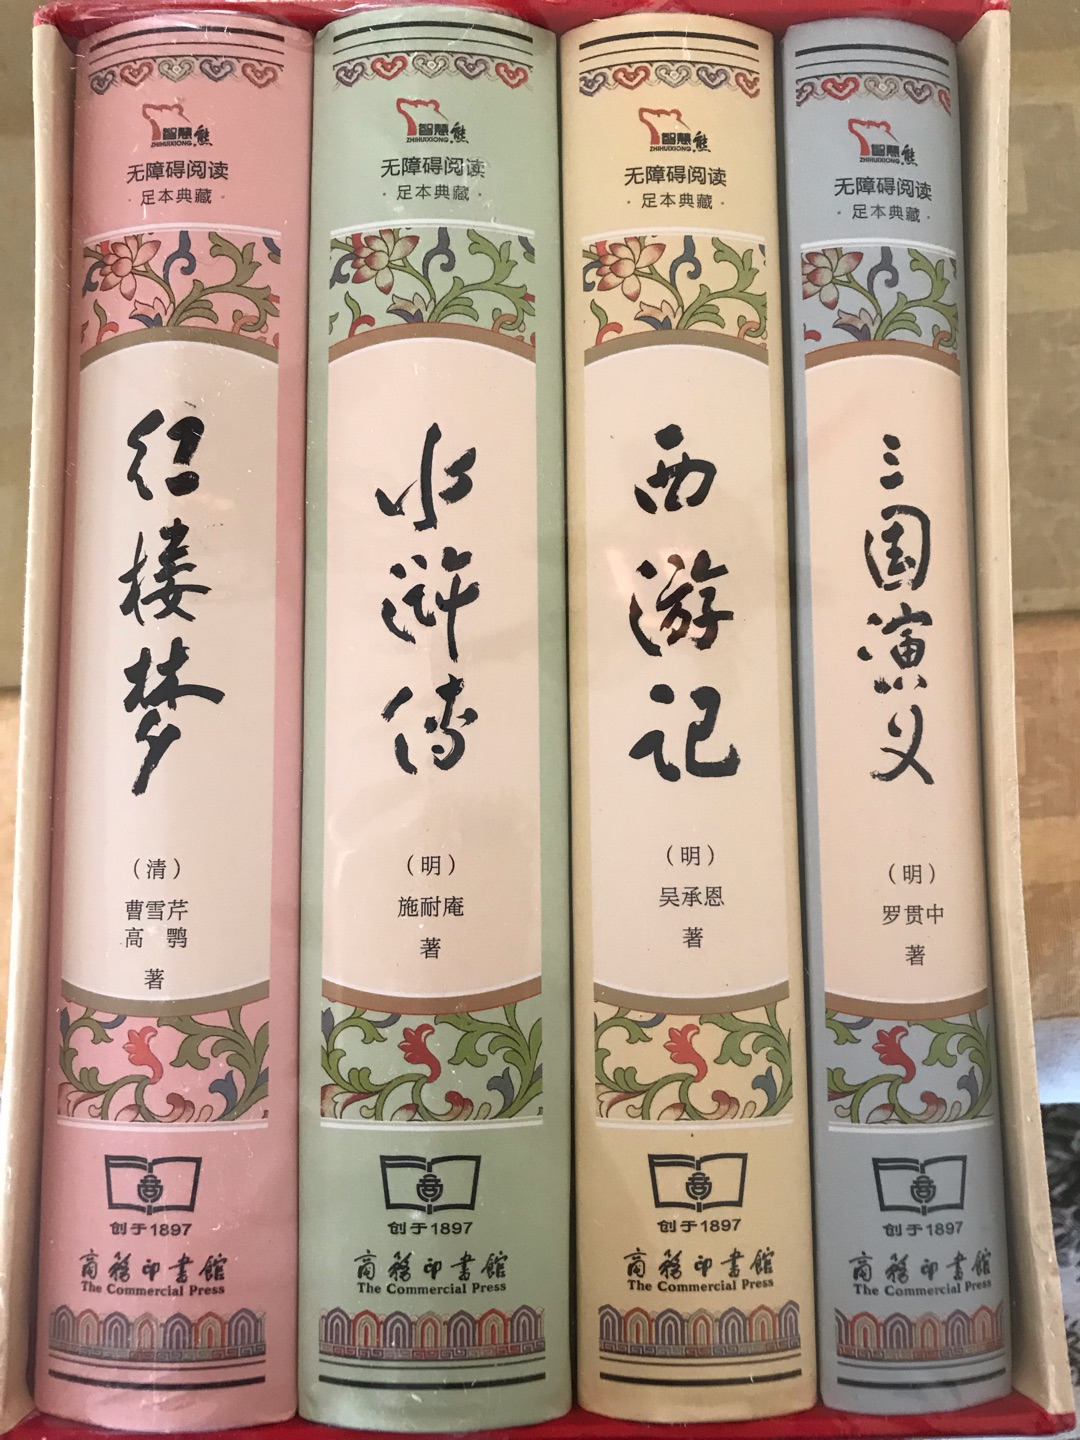 智慧熊
ZHIHUIXIONG
无障碍阅读
·足本典藏·
红楼梦
（清）
曹雪芹
高 鹗
著
创于1897
商務印書館
The Commercial Press
智慧熊
ZHIHUIXIONG
无障碍阅读
·足本典藏·
水浒传
（明）
施耐庵
著
创于1897
商務印書館
The Commercial Press
智慧熊
ZHIHUIXIONG
无障碍阅读
·足本典藏·
西游记
（明）
吴承恩
著
创于1897
商務印書館
The Commercial Press
智慧熊
ZHIHUIXIONG
无障碍阅读
·足本典藏·
三国演义
（明）
罗贯中
著
创于1897
商務印書館
The Commercial Press